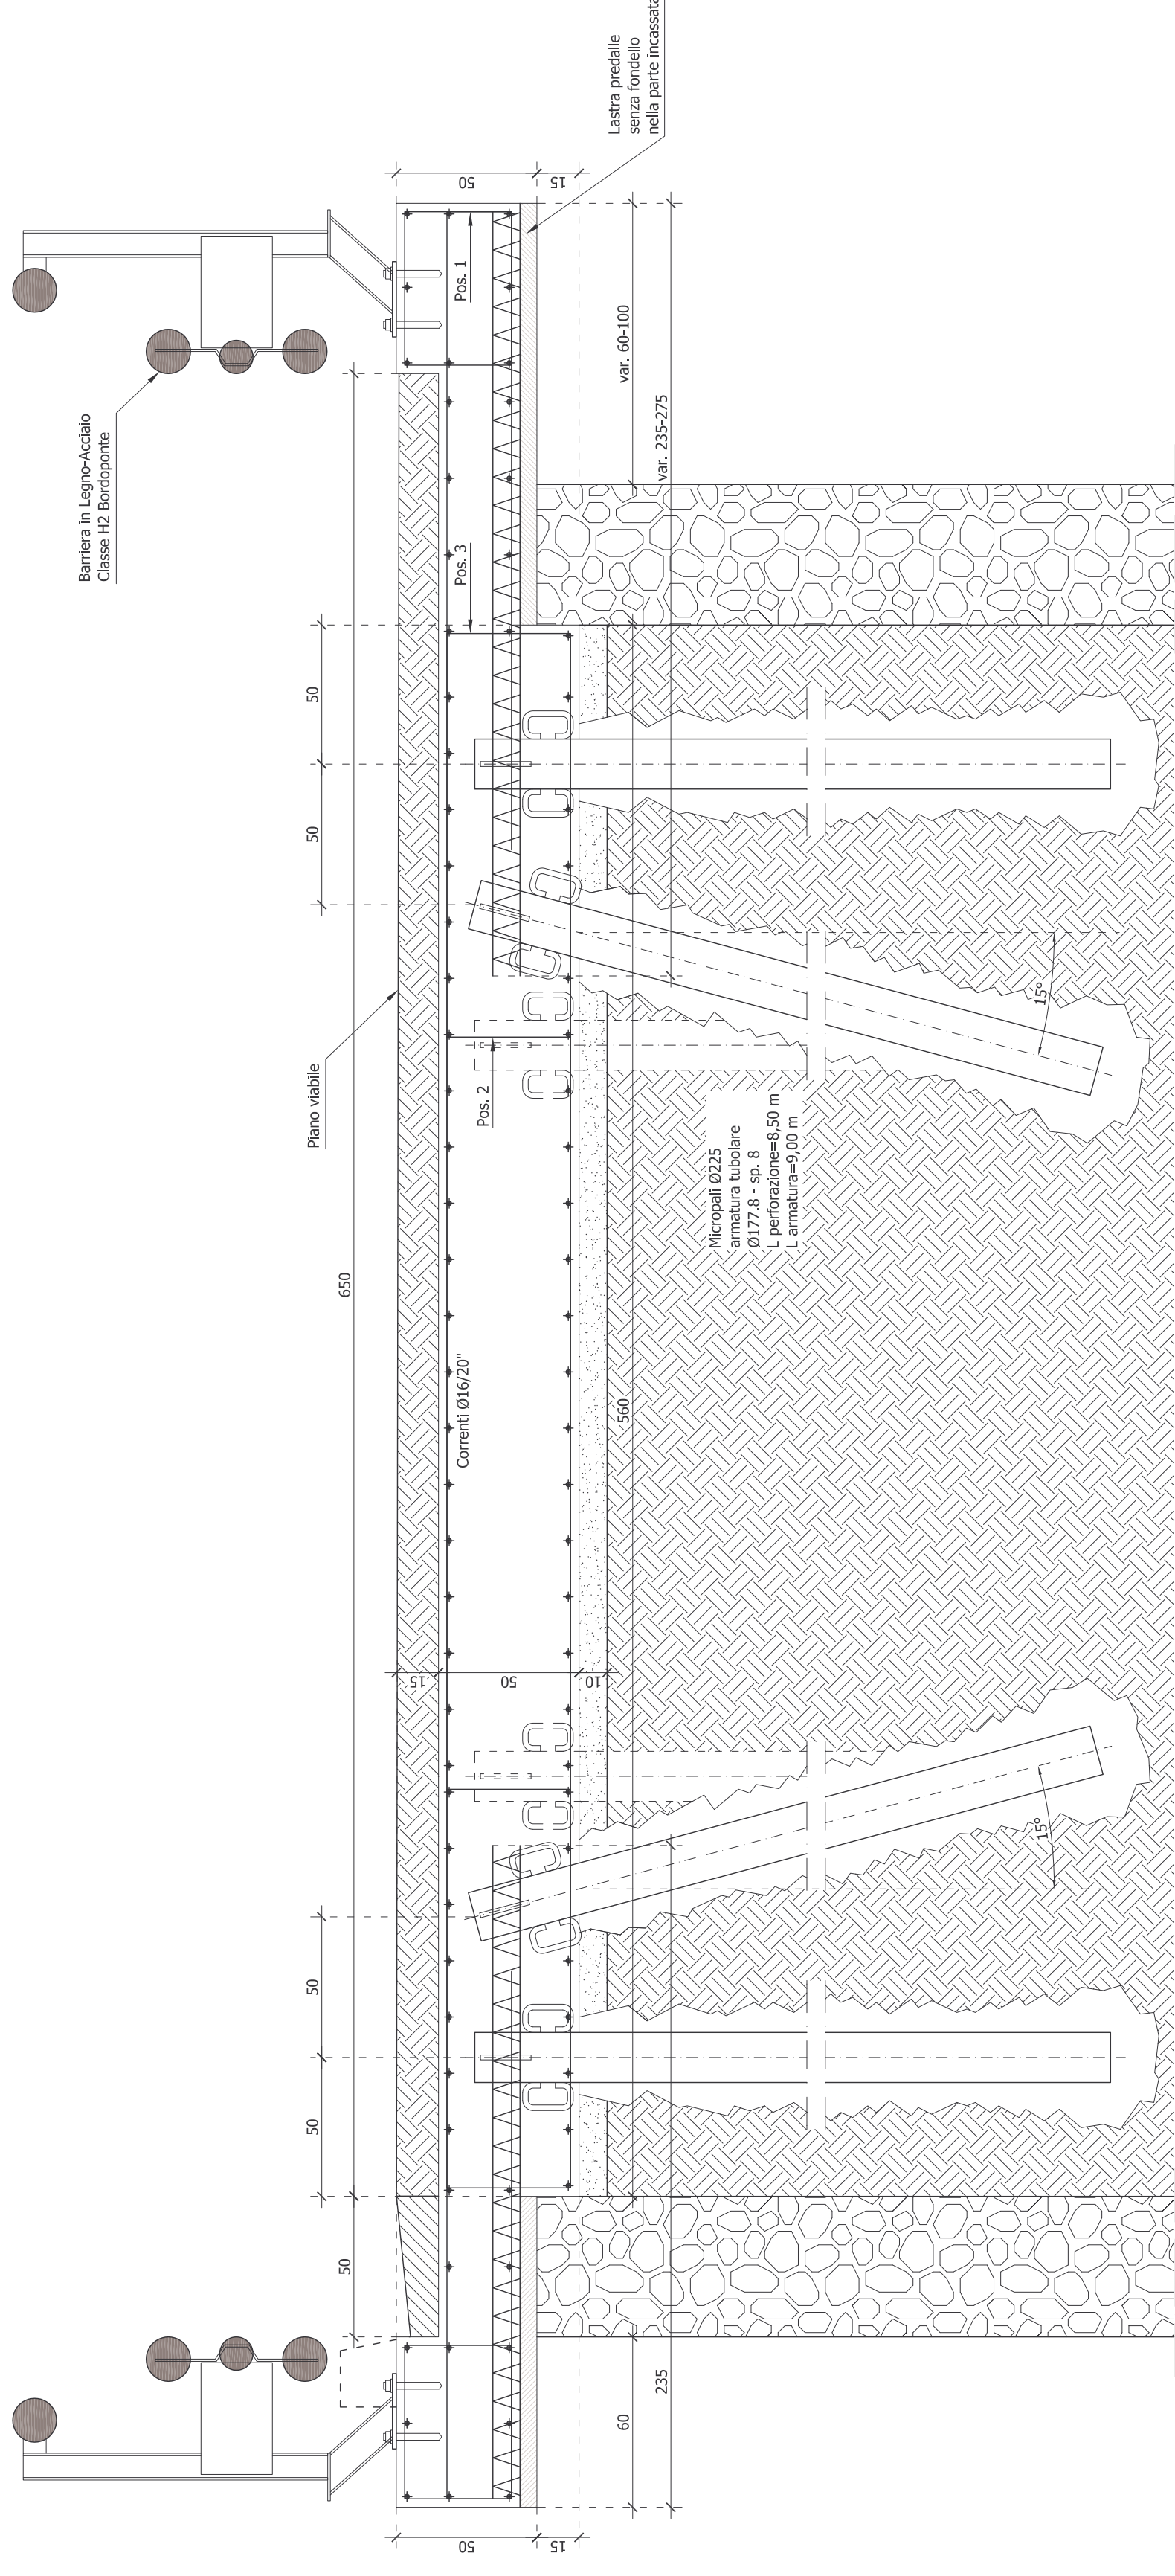 Barriera in Legno-Acciaio
Classe H2 Bordoponte
Lastra predalle
senza fondello
nella parte incassata
Piano viabile
Pos. 1
Pos. 3
Pos. 2
Correnti Ø16/20"
Micropali Ø225
armatura tubolare
Ø177.8 - sp. 8
L perforazione=8,50 m
L armatura=9,00 m
50
50
650
50
50
50
50
15
50
15
var. 60-100
var. 235-275
15
50
10
560
15°
15°
60
235
50
15